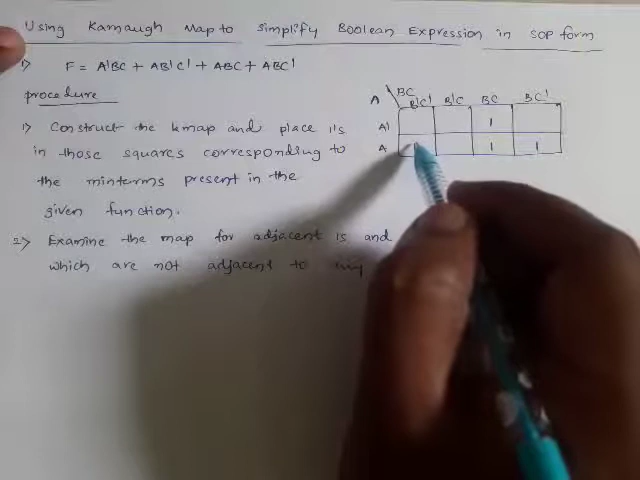 Using Karnaugh Map to simplify Boolean Expression in SOP form
1) F = A'BC + AB'C' + ABC + ABC'
procedure
1) Construct the kmap and place 1's
in those squares corresponding to
the minterms present in the
given function.
2) Examine the map for adjacent 1s and
which are not adjacent to any
BC
A B'C' B'C BC BC'
A' 1
A 1 1